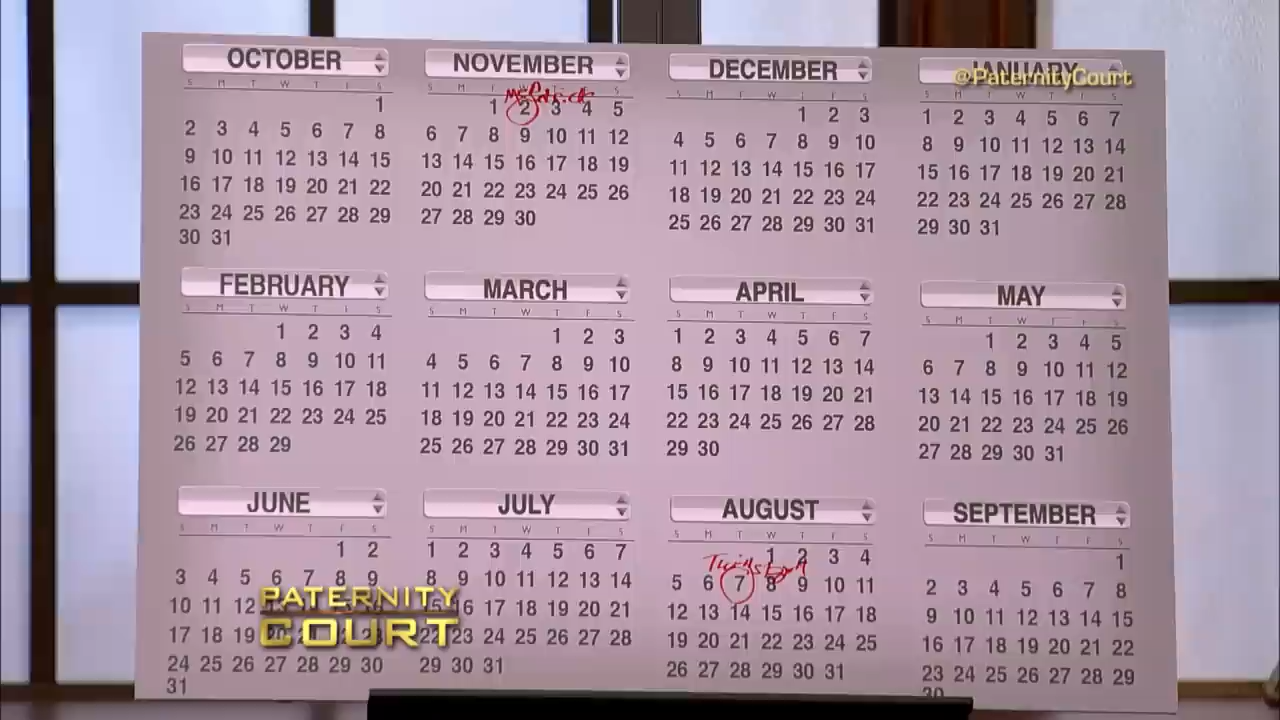 @PaternityCourt
OCTOBER
S M T W T F S
1
2 3 4 5 6 7 8
9 10 11 12 13 14 15
16 17 18 19 20 21 22
23 24 25 26 27 28 29
30 31
NOVEMBER
Patrick
1 2 3 4 5
6 7 8 9 10 11 12
13 14 15 16 17 18 19
20 21 22 23 24 25 26
27 28 29 30
DECEMBER
S M T W T F S
1 2 3
4 5 6 7 8 9 10
11 12 13 14 15 16 17
18 19 20 21 22 23 24
25 26 27 28 29 30 31
JANUARY
S M T W T F S
1 2 3 4 5 6 7
8 9 10 11 12 13 14
15 16 17 18 19 20 21
22 23 24 25 26 27 28
29 30 31
FEBRUARY
S M T W T F S
1 2 3 4
5 6 7 8 9 10 11
12 13 14 15 16 17 18
19 20 21 22 23 24 25
26 27 28 29
MARCH
S M T W T F S
1 2 3
4 5 6 7 8 9 10
11 12 13 14 15 16 17
18 19 20 21 22 23 24
25 26 27 28 29 30 31
APRIL
S M T W T F S
1 2 3 4 5 6 7
8 9 10 11 12 13 14
15 16 17 18 19 20 21
22 23 24 25 26 27 28
29 30
MAY
S M T W T F S
1 2 3 4 5
6 7 8 9 10 11 12
13 14 15 16 17 18 19
20 21 22 23 24 25 26
27 28 29 30 31
JUNE
S M T W T F S
1 2
3 4 5 6 7 8 9
10 11 12
17 18 19
24 25 26 27 28 29 30
31
JULY
S M T W T F S
1 2 3 4 5 6 7
8 9 10 11 12 13 14
15 16 17 18 19 20 21
22 23 24 25 26 27 28
29 30 31
AUGUST
S M T W T F S
1 2 3 4
Twins born
5 6 7 8 9 10 11
12 13 14 15 16 17 18
19 20 21 22 23 24 25
26 27 28 29 30 31
SEPTEMBER
S M T W T F S
1
2 3 4 5 6 7 8
9 10 11 12 13 14 15
16 17 18 19 20 21 22
23 24 25 26 27 28 29
30
PATERNITY
COURT